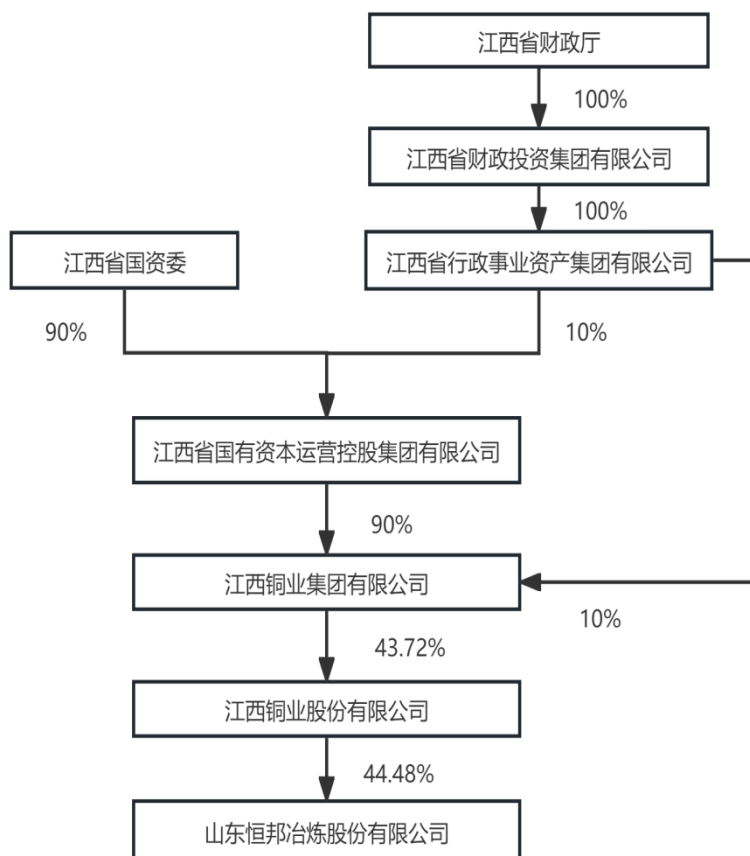 江西省财政厅
100%
江西省财政投资集团有限公司
100%
江西省国资委
江西省行政事业资产集团有限公司
90%
10%
江西省国有资本运营控股集团有限公司
90%
江西铜业集团有限公司
10%
43.72%
江西铜业股份有限公司
44.48%
山东恒邦冶炼股份有限公司